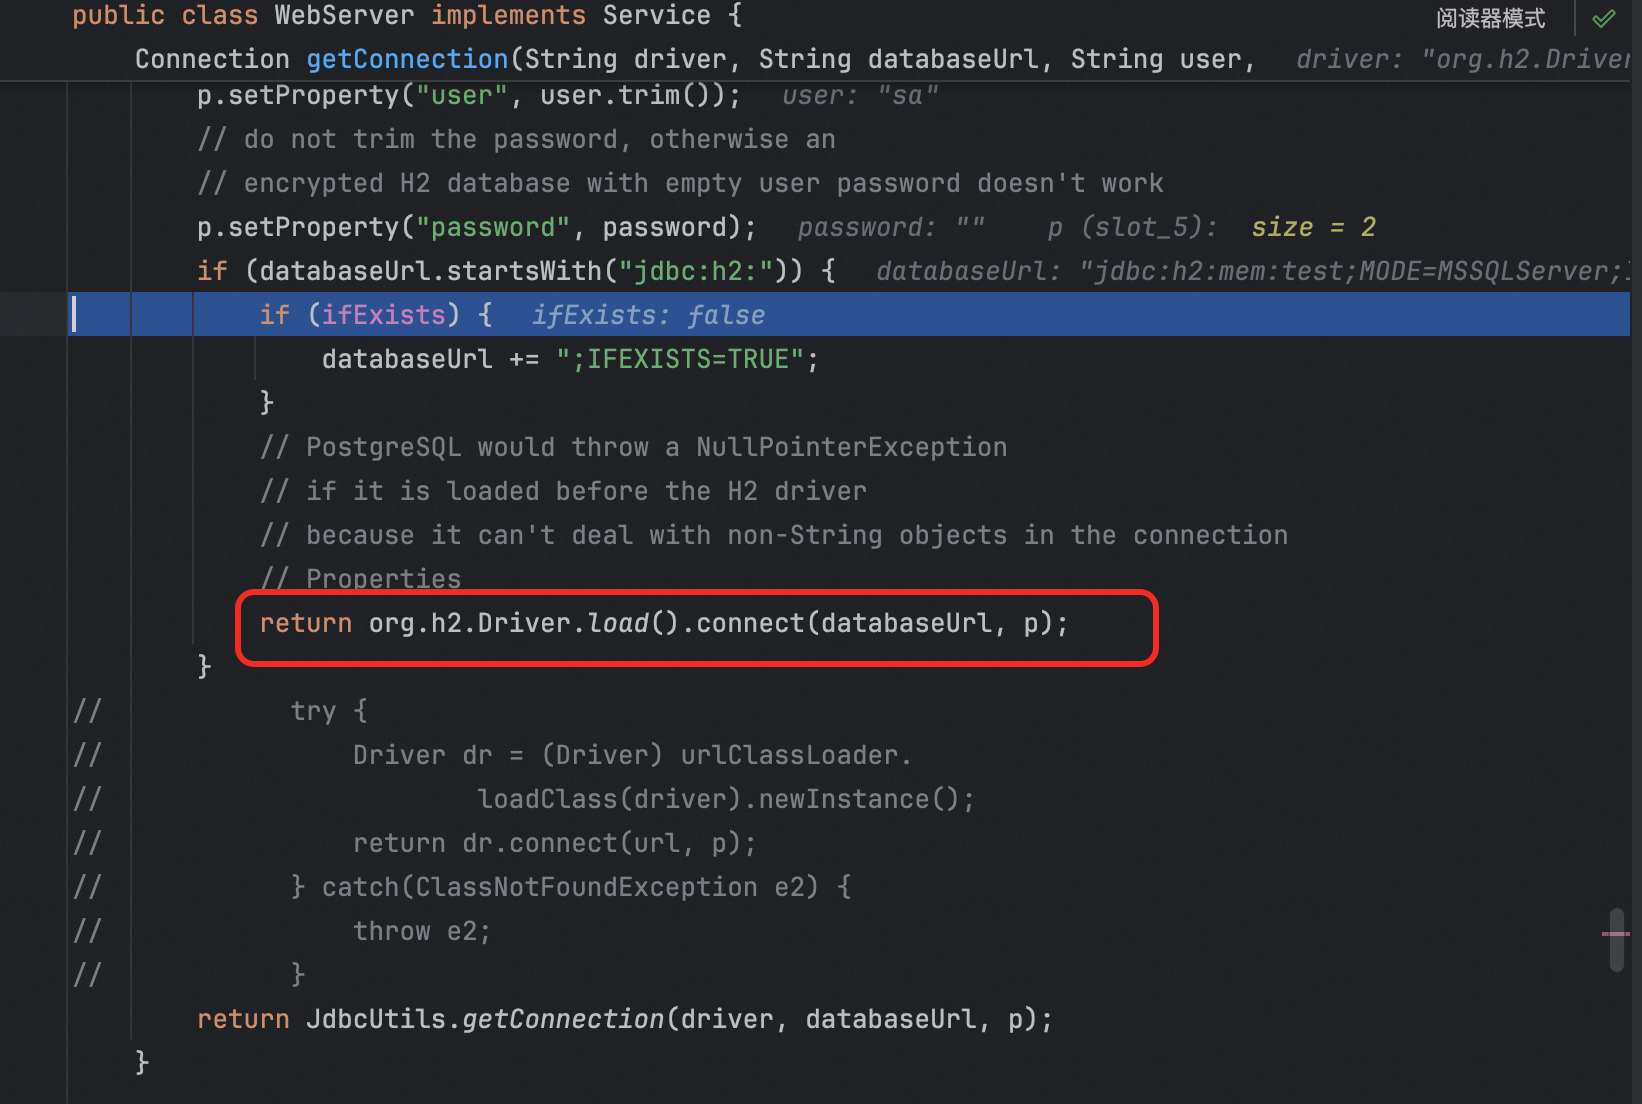 public class WebServer implements Service {
阅读器模式
Connection getConnection(String driver, String databaseUrl, String user, driver: "org.h2.Driver
p.setProperty("user", user.trim()); user: "sa"
// do not trim the password, otherwise an
// encrypted H2 database with empty user password doesn't work
p.setProperty("password", password); password: "" p (slot_5): size = 2
if (databaseUrl.startsWith("jdbc:h2:")) { databaseUrl: "jdbc:h2:mem:test;MODE=MSSQLServer;
if (ifExists) { ifExists: false
databaseUrl += ";IFEXISTS=TRUE";
}
// PostgreSQL would throw a NullPointerException
// if it is loaded before the H2 driver
// because it can't deal with non-String objects in the connection
// Properties
return org.h2.Driver.load().connect(databaseUrl, p);
}
// try {
// Driver dr = (Driver) urlClassLoader.
// loadClass(driver).newInstance();
// return dr.connect(url, p);
// } catch(ClassNotFoundException e2) {
// throw e2;
// }
return JdbcUtils.getConnection(driver, databaseUrl, p);
}